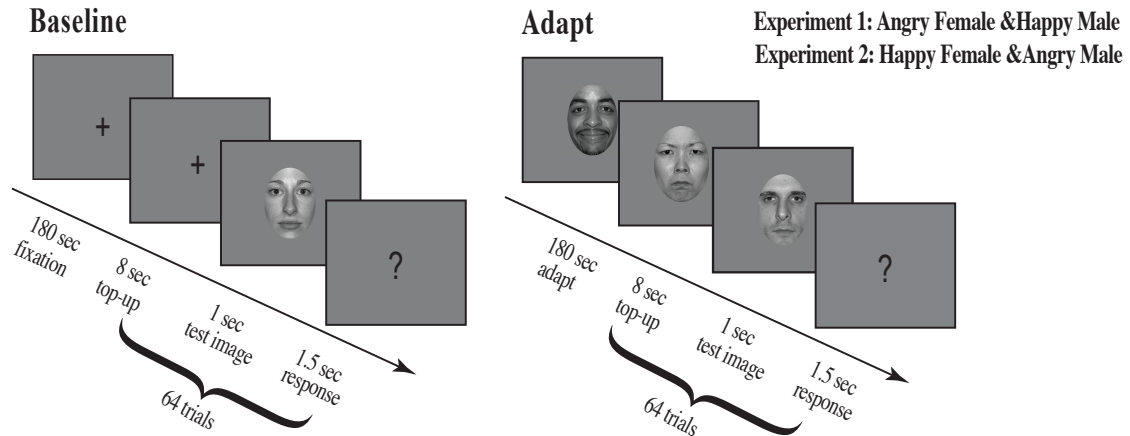 Baseline
180 sec
fixation
8 sec
top-up
1 sec
test image
1.5 sec
response
64 trials
+
+
?
Adapt
180 sec
adapt
8 sec
top-up
1 sec
test image
1.5 sec
response
64 trials
?
Experiment 1: Angry Female &Happy Male
Experiment 2: Happy Female &Angry Male